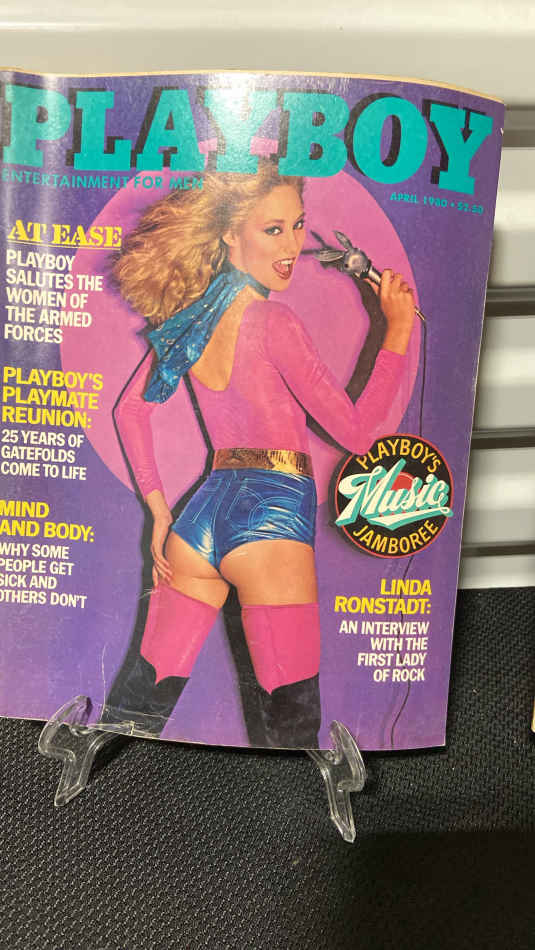 PLAYBOY
ENTERTAINMENT FOR MEN
APRIL 1980 • $2.50
AT EASE
PLAYBOY
SALUTES THE
WOMEN OF
THE ARMED
FORCES
PLAYBOY'S
PLAYMATE
REUNION:
25 YEARS OF
GATEFOLDS
COME TO LIFE
MIND
AND BODY:
WHY SOME
PEOPLE GET
SICK AND
OTHERS DON'T
PLAYBOY'S
Music
JAMBOREE
LINDA
RONSTADT:
AN INTERVIEW
WITH THE
FIRST LADY
OF ROCK